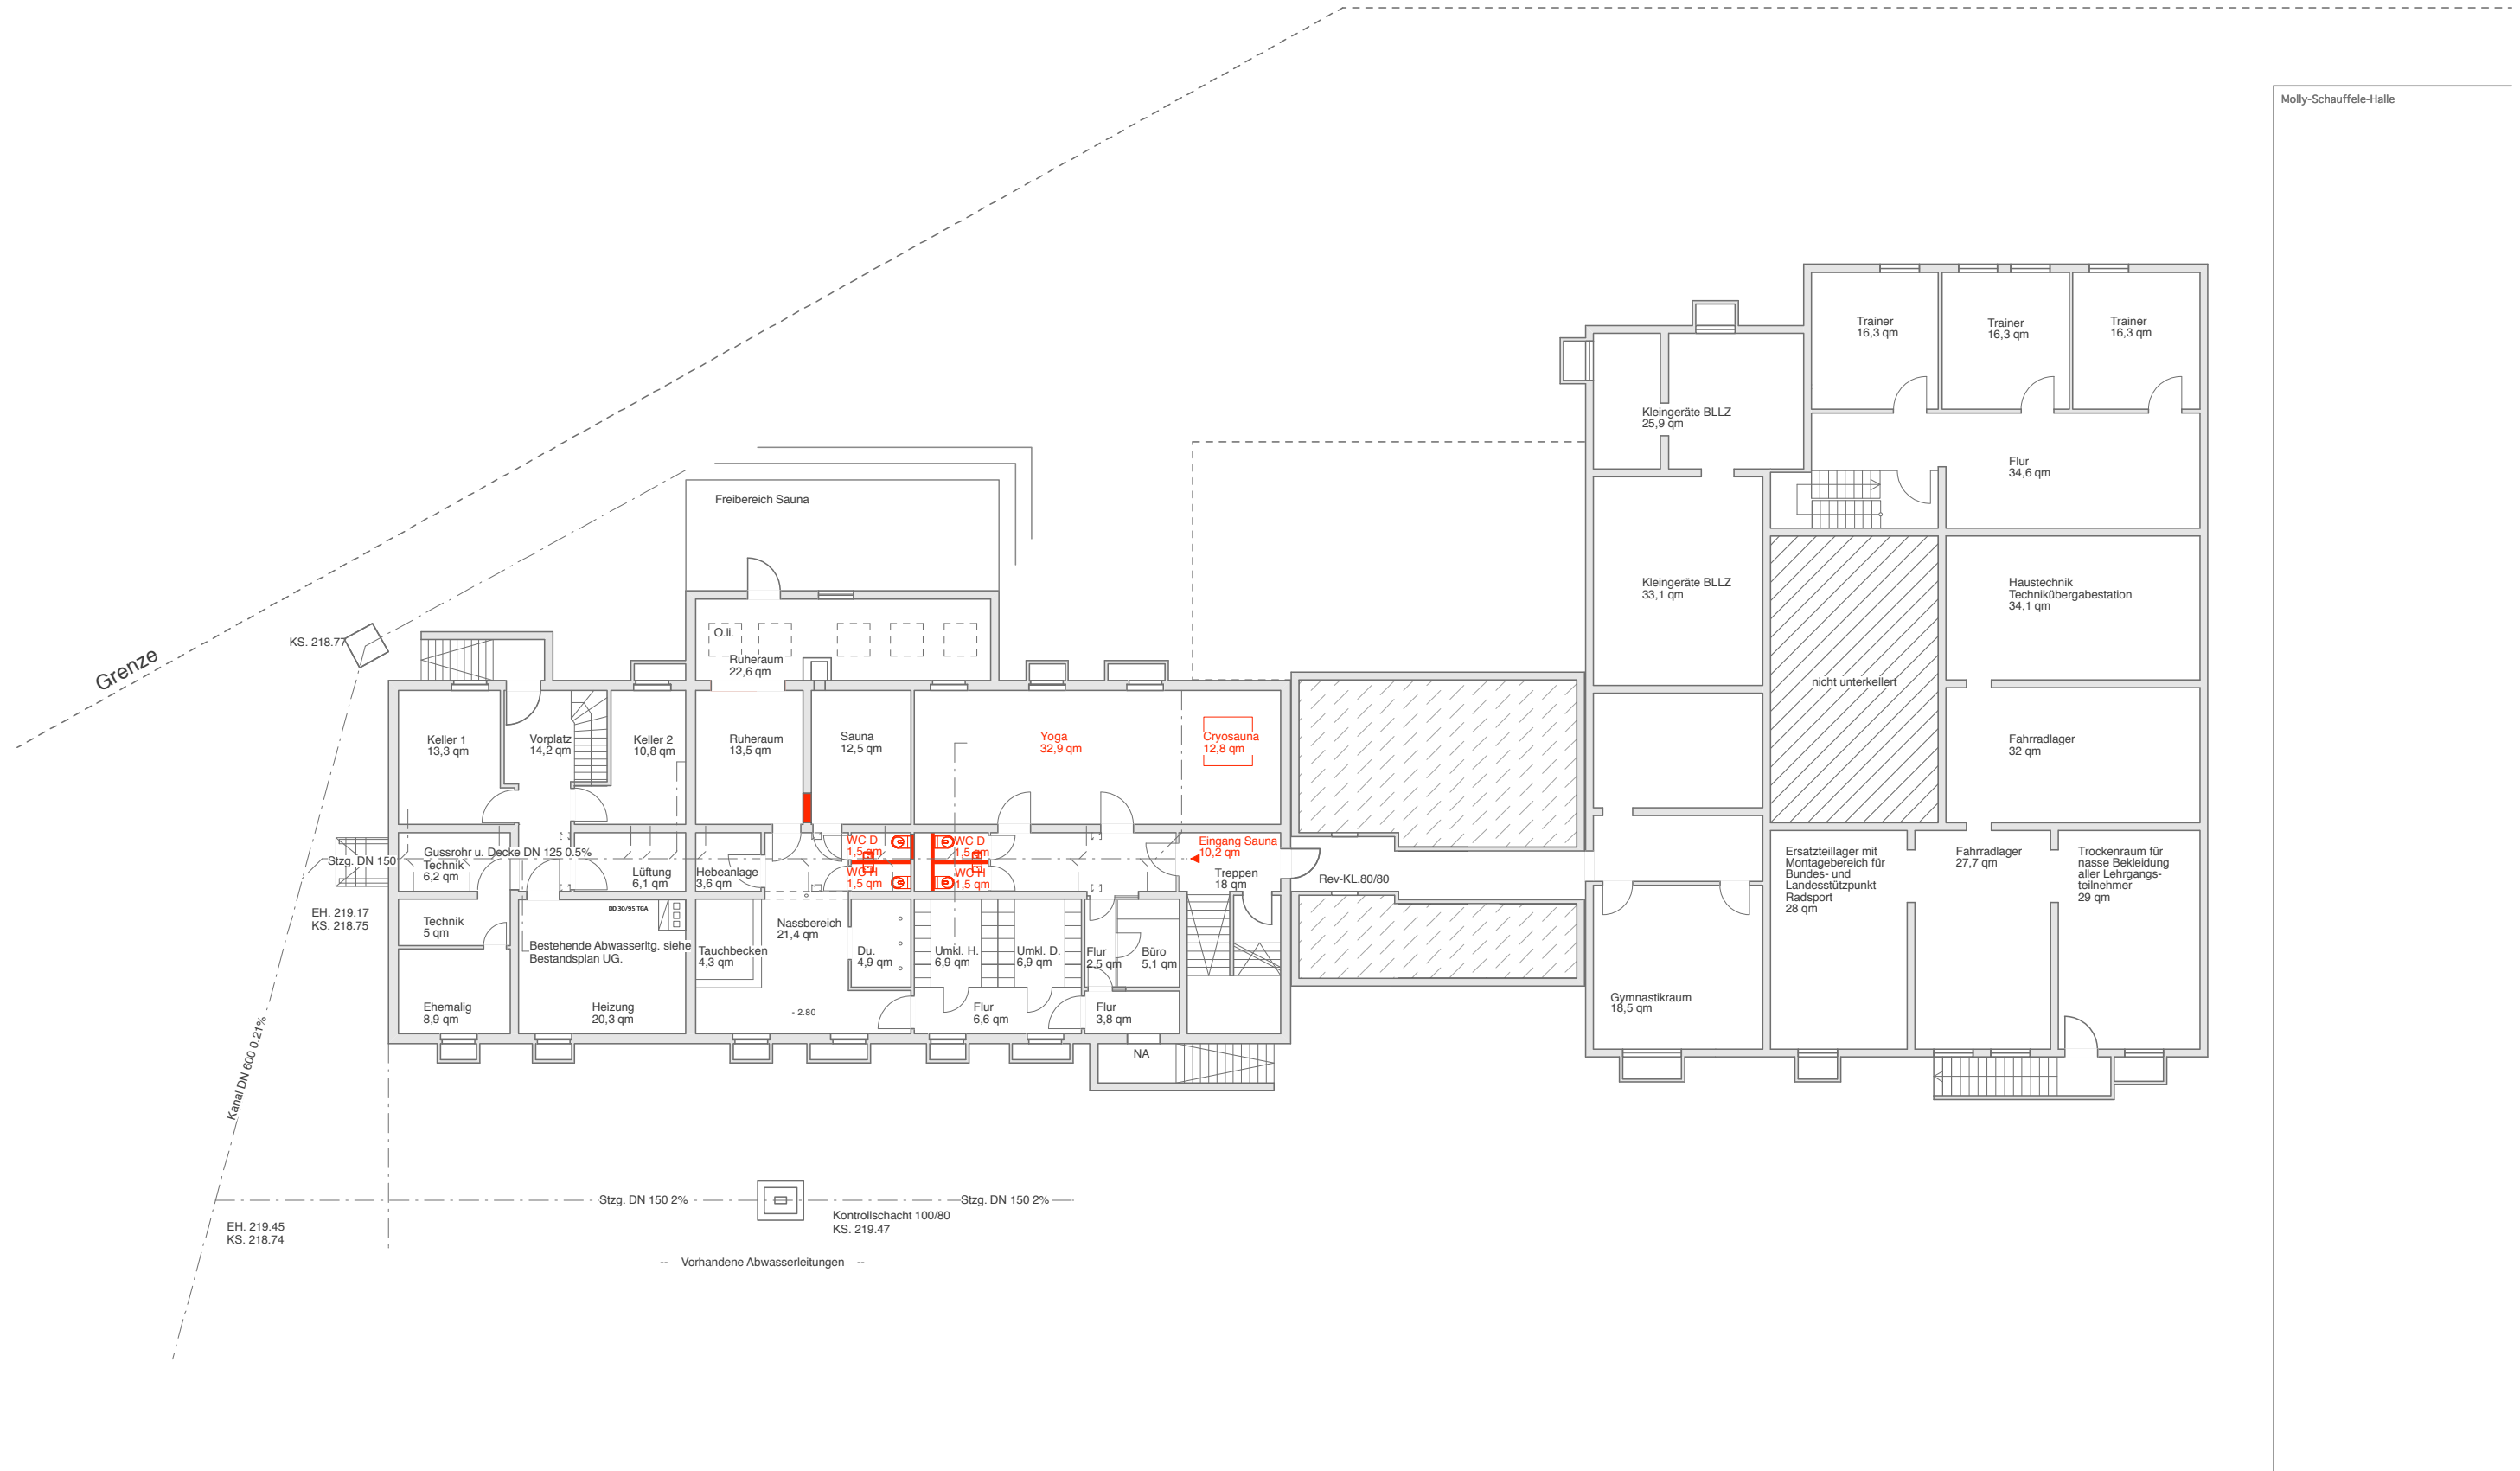 Molly-Schauffele-Halle
Trainer
16,3 qm
Trainer
16,3 qm
Trainer
16,3 qm
Kleingeräte BLLZ
25,9 qm
Flur
34,6 qm
Freibereich Sauna
Kleingeräte BLLZ
33,1 qm
Haustechnik
Technikübergabestation
34,1 qm
O.li.
KS. 218.77
Grenze
Ruheraum
22,6 qm
nicht unterkellert
Keller 1
13,3 qm
Vorplatz
14,2 qm
Keller 2
10,8 qm
Ruheraum
13,5 qm
Sauna
12,5 qm
Yoga
32,9 qm
Cryosauna
12,8 qm
Fahrradlager
32 qm
Stzg. DN 150
Gussrohr u. Decke DN 125 0.5%
Technik
6,2 qm
Lüftung
6,1 qm
Hebeanlage
3,6 qm
WC D
1,5 qm
WC H
1,5 qm
WC D
1,5 qm
WC H
1,5 qm
Eingang Sauna
10,2 qm
Treppen
18 qm
Rev-KL.80/80
Ersatzteillager mit
Montagebereich für
Bundes- und
Landesstützpunkt
Radsport
28 qm
Fahrradlager
27,7 qm
Trockenraum für
nasse Bekleidung
aller Lehrgangs-
teilnehmer
29 qm
EH. 219.17
KS. 218.75
Technik
5 qm
DD 30/95 TGA
Bestehende Abwasserltg. siehe
Bestandsplan UG.
Tauchbecken
4,3 qm
Nassbereich
21,4 qm
Du.
4,9 qm
Umkl. H.
6,9 qm
Umkl. D.
6,9 qm
Flur
2,5 qm
Büro
5,1 qm
Ehemalig
8,9 qm
Heizung
20,3 qm
- 2.80
Flur
6,6 qm
Flur
3,8 qm
Gymnastikraum
18,5 qm
NA
Kanal DN 600 0.21%
Stzg. DN 150 2%
Stzg. DN 150 2%
Kontrollschacht 100/80
KS. 219.47
EH. 219.45
KS. 218.74
-- Vorhandene Abwasserleitungen --